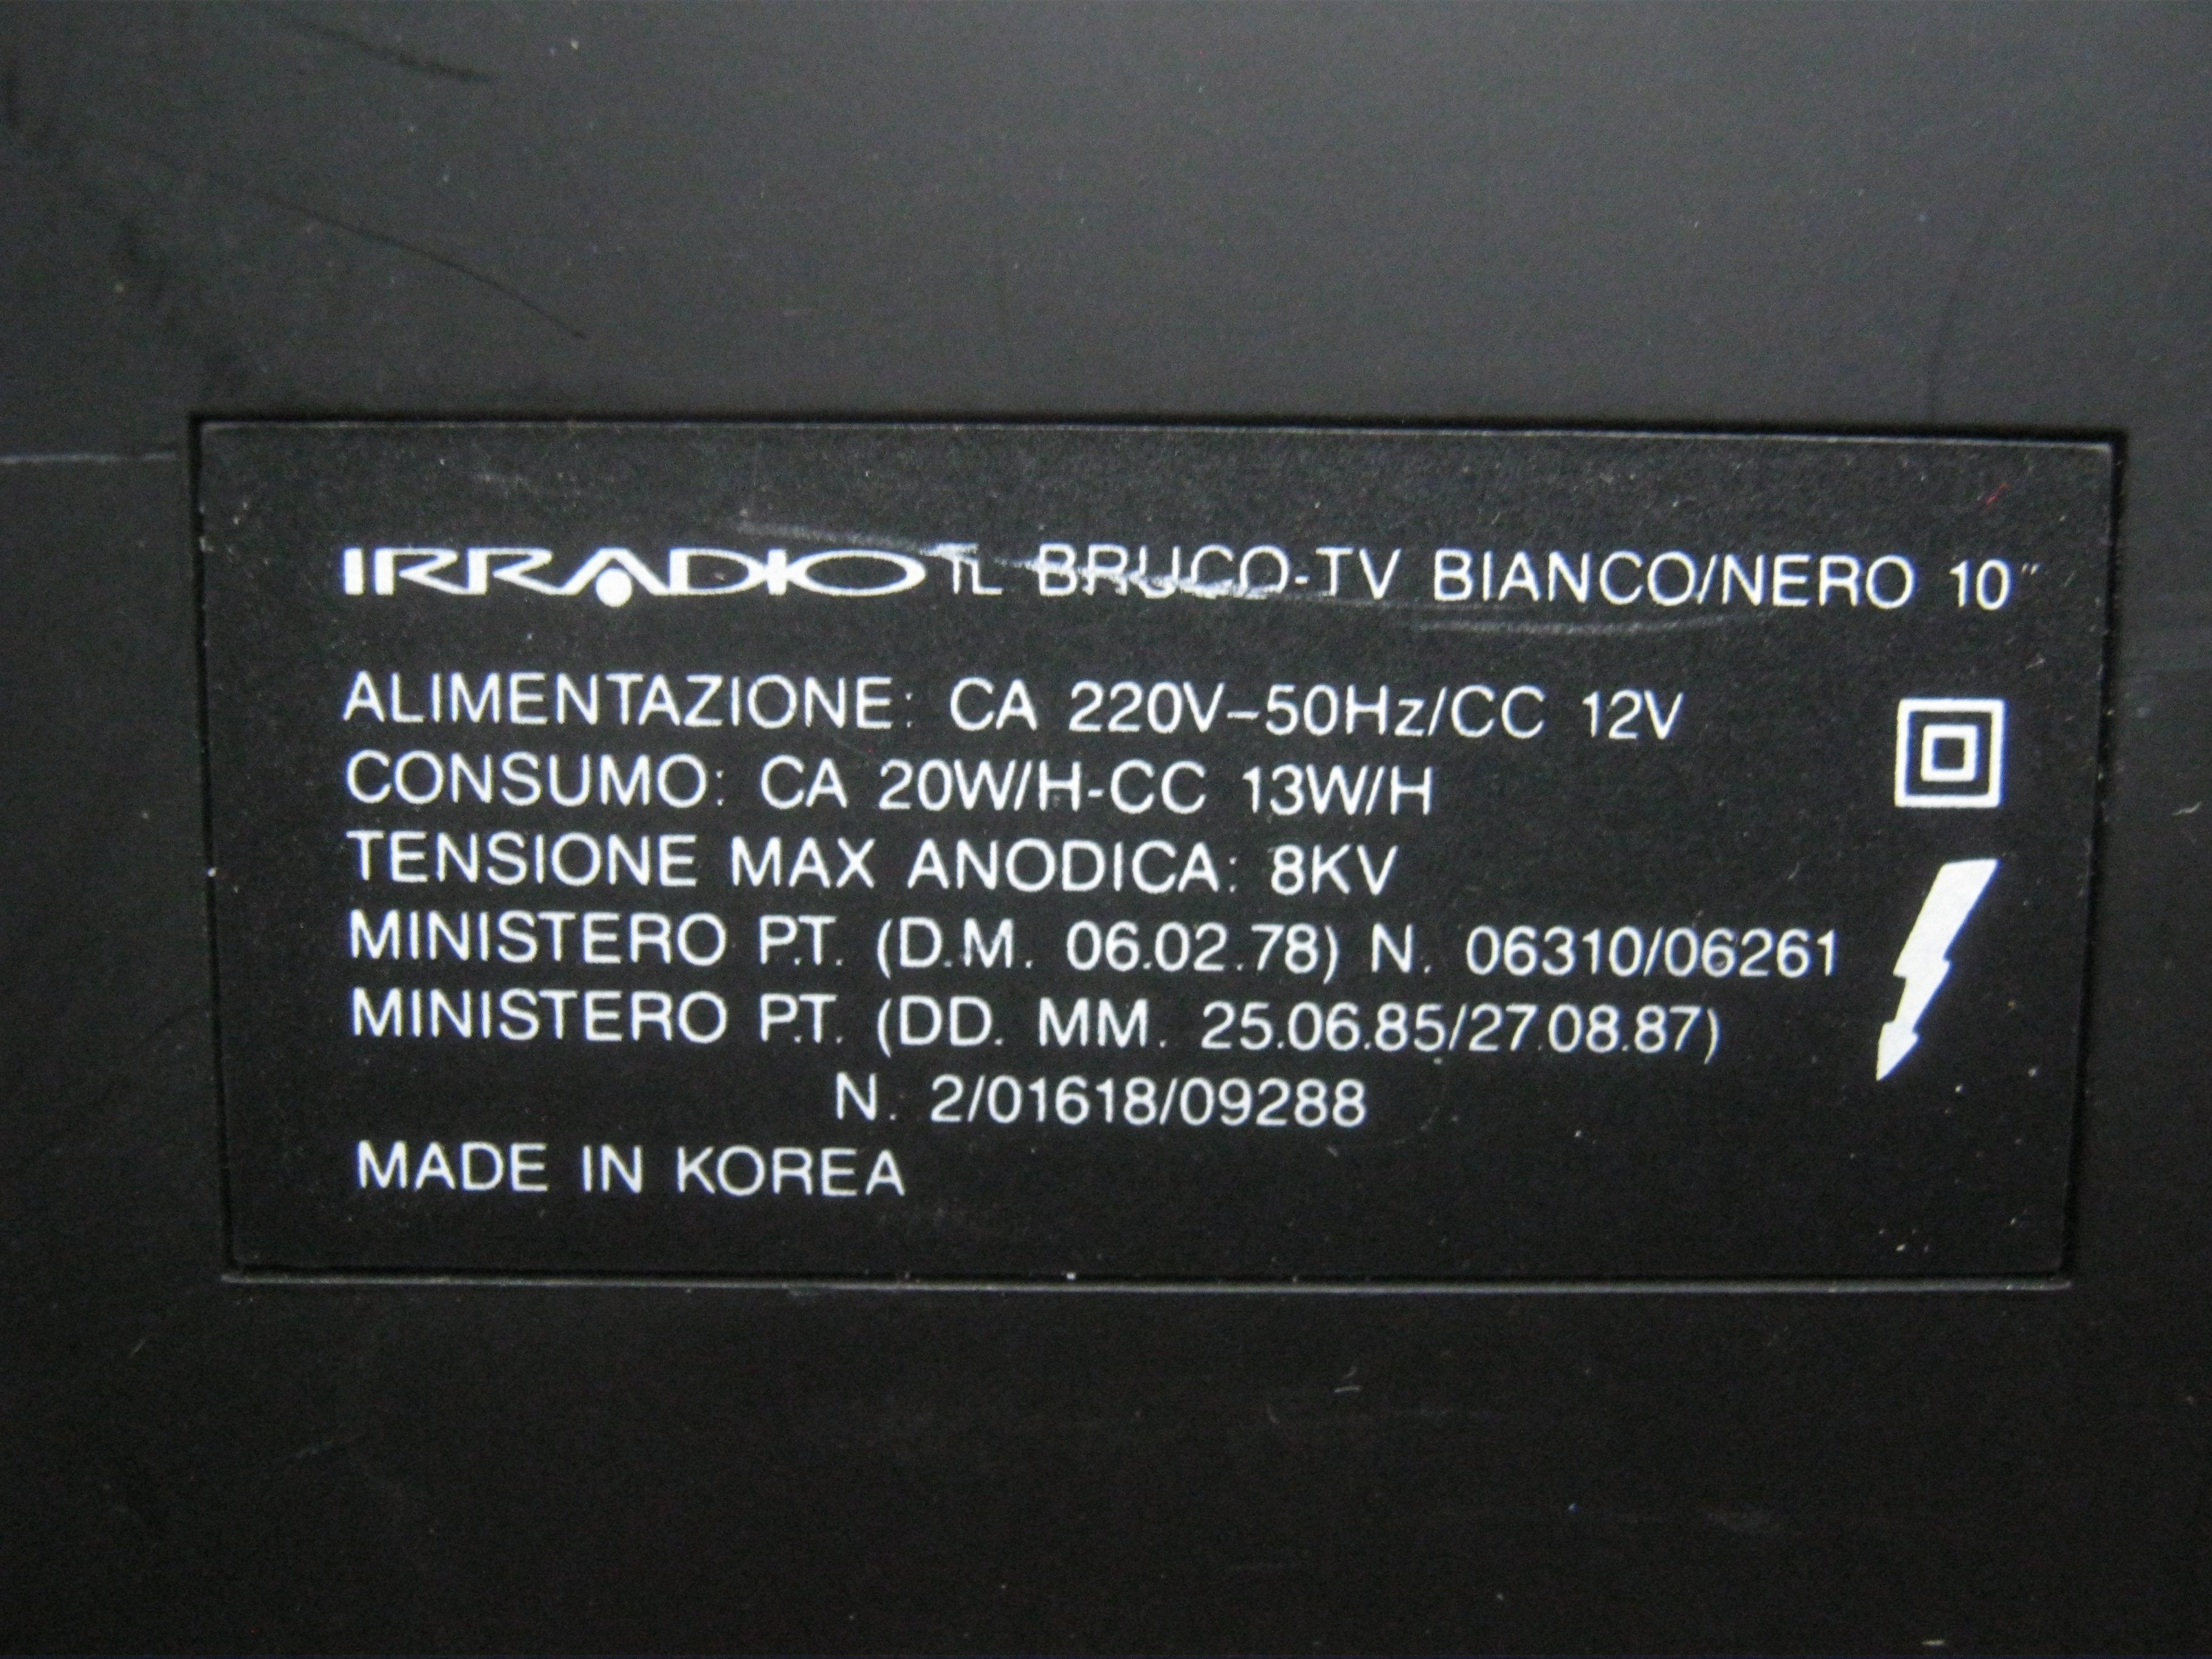 IRRADIO IL BRUCO-TV BIANCO/NERO 10"
ALIMENTAZIONE: CA 220V~50Hz/CC 12V
CONSUMO: CA 20W/H-CC 13W/H
TENSIONE MAX ANODICA: 8KV
MINISTERO P.T. (D.M. 06.02.78) N. 06310/06261
MINISTERO P.T. (DD. MM. 25.06.85/27.08.87)
N. 2/01618/09288
MADE IN KOREA